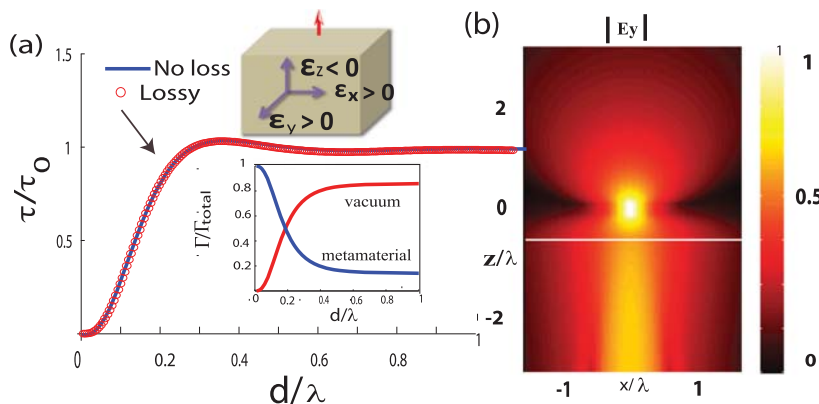 (a)
1.5
No loss
Lossy
εz < 0
εx > 0
εy > 0
τ/τo
1
0.5
0
0.2
0.4
0.6
0.8
1
d/λ
Γ/Γtotal
1
0.8
0.6
0.4
0.2
vacuum
metamaterial
0
0.2
0.4
0.6
0.8
1
d/λ
(b)
| Ey |
2
0
z/λ
-2
-1
x/λ
1
1
0.5
0